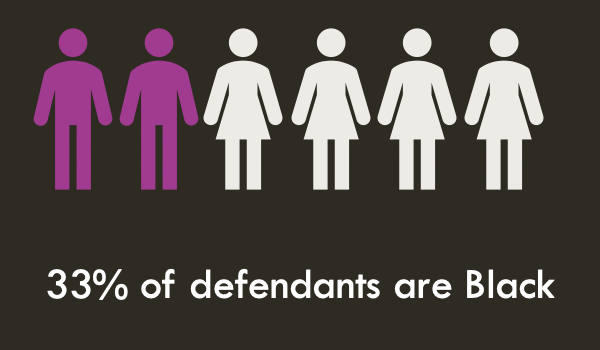 33% of defendants are Black